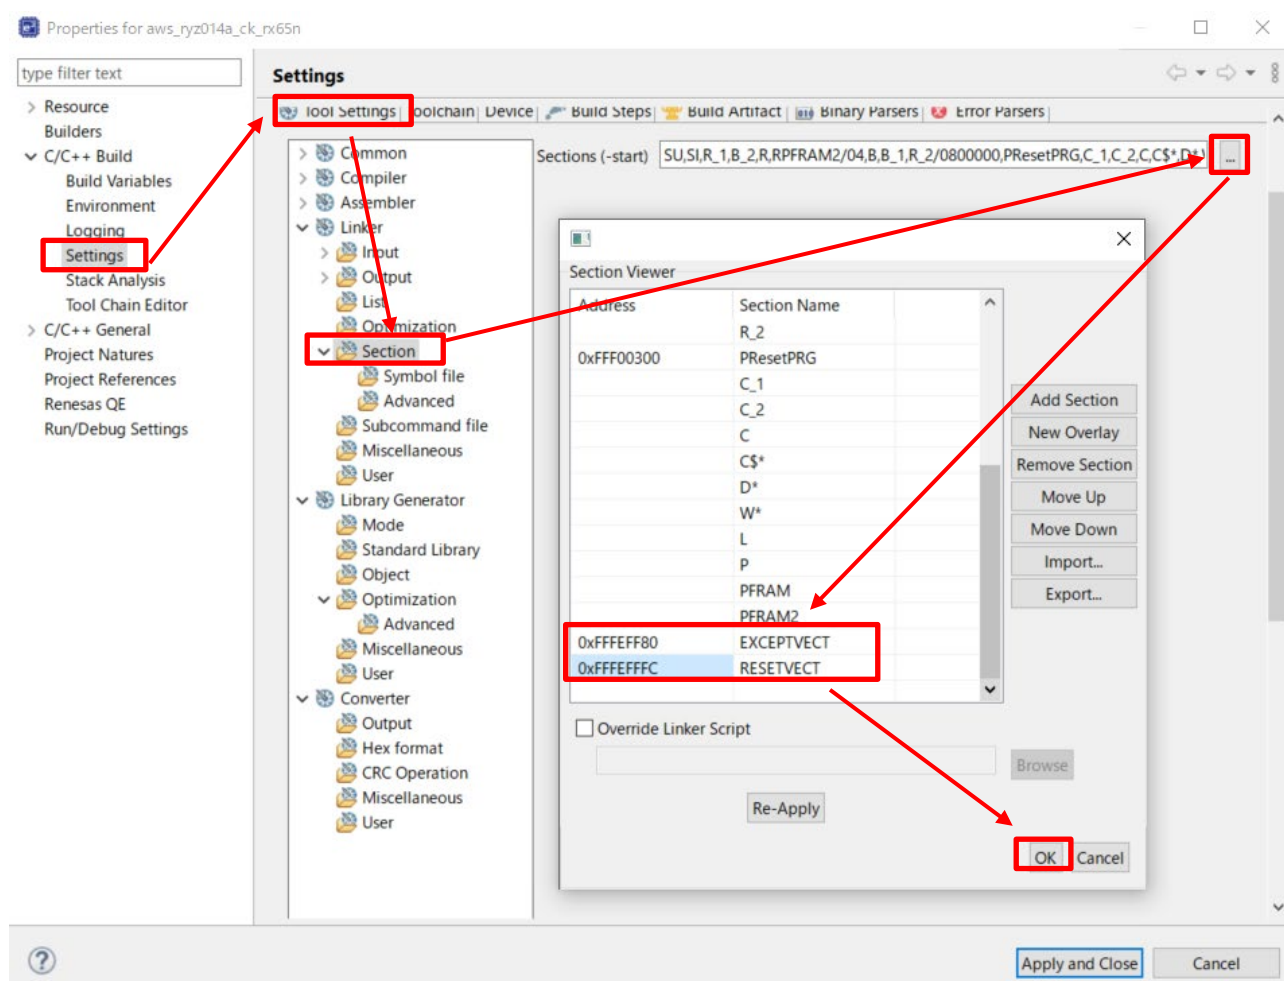 Properties for aws_ryz014a_ck_rx65n
type filter text
Settings
Resource
Builders
C/C++ Build
Build Variables
Environment
Logging
Settings
Stack Analysis
Tool Chain Editor
C/C++ General
Project Natures
Project References
Renesas QE
Run/Debug Settings
Tool Settings Toolchain Device Build Steps Build Artifact Binary Parsers Error Parsers
Common
Compiler
Assembler
Linker
Input
Output
List
Optimization
Section
Symbol file
Advanced
Subcommand file
Miscellaneous
User
Library Generator
Mode
Standard Library
Object
Optimization
Advanced
Miscellaneous
User
Converter
Output
Hex format
CRC Operation
Miscellaneous
User
Sections (-start) SU,SI,R_1,B_2,R,RPFRAM2/04,B,B_1,R_2/0800000,PResetPRG,C_1,C_2,C,C$*,D*,\ ...
Section Viewer
Address Section Name
R_2
0xFFF00300 PResetPRG
C_1
C_2
C
C$*
D*
W*
L
P
PFRAM
PFRAM2
0xFFFEFF80 EXCEPTVECT
0xFFFEFFFC RESETVECT
Add Section
New Overlay
Remove Section
Move Up
Move Down
Import...
Export...
Override Linker Script
Browse
Re-Apply
OK Cancel
? Apply and Close Cancel